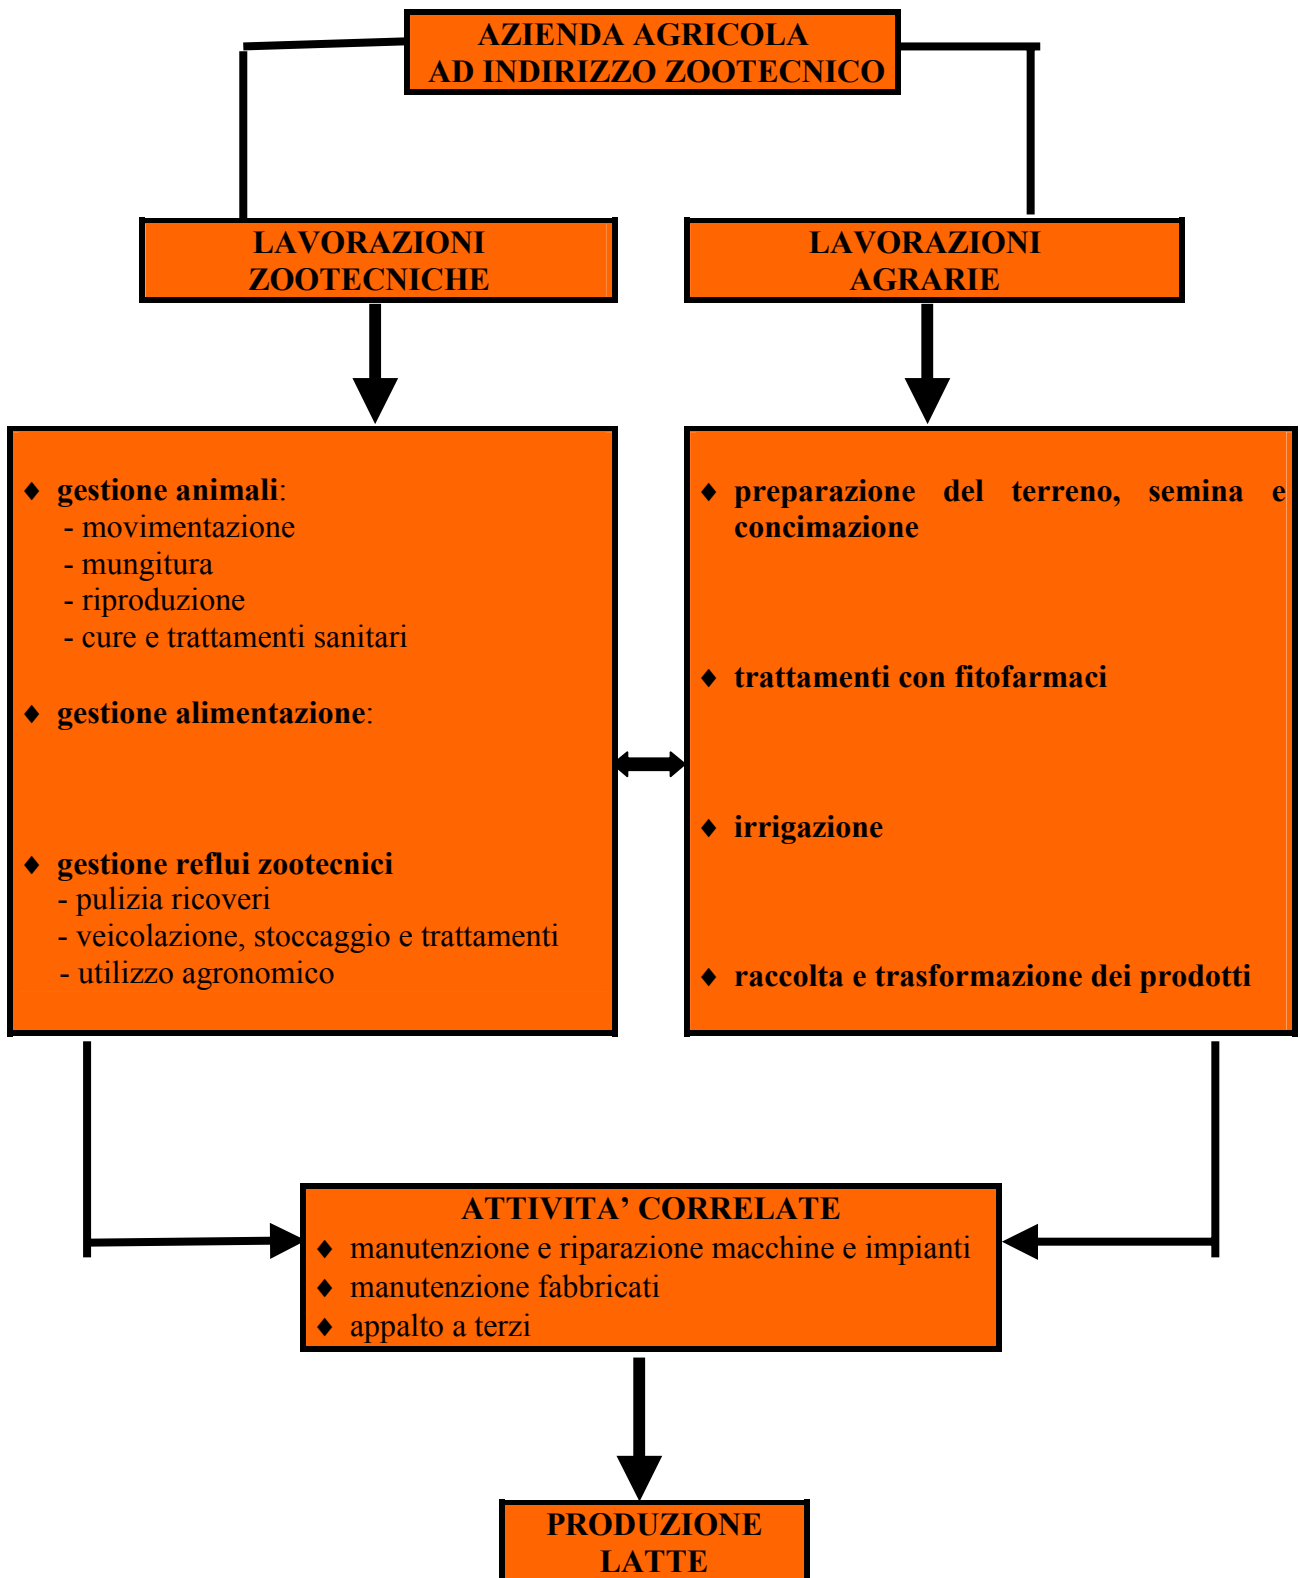 AZIENDA AGRICOLA
AD INDIRIZZO ZOOTECNICO
LAVORAZIONI
ZOOTECNICHE
LAVORAZIONI
AGRARIE
♦ gestione animali:
- movimentazione
- mungitura
- riproduzione
- cure e trattamenti sanitari
♦ gestione alimentazione:
♦ gestione reflui zootecnici
- pulizia ricoveri
- veicolazione, stoccaggio e trattamenti
- utilizzo agronomico
♦ preparazione del terreno, semina e
concimazione
♦ trattamenti con fitofarmaci
♦ irrigazione
♦ raccolta e trasformazione dei prodotti
ATTIVITA’ CORRELATE
♦ manutenzione e riparazione macchine e impianti
♦ manutenzione fabbricati
♦ appalto a terzi
PRODUZIONE
LATTE